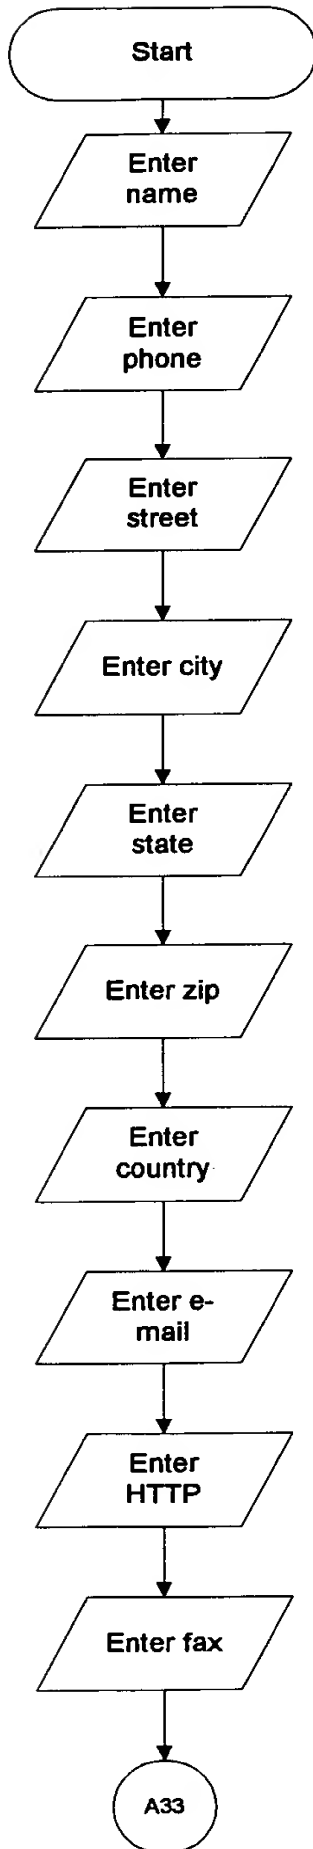 Start
Enter
name
Enter
phone
Enter
street
Enter city
Enter
state
Enter zip
Enter
country
Enter e-
mail
Enter
HTTP
Enter fax
A33